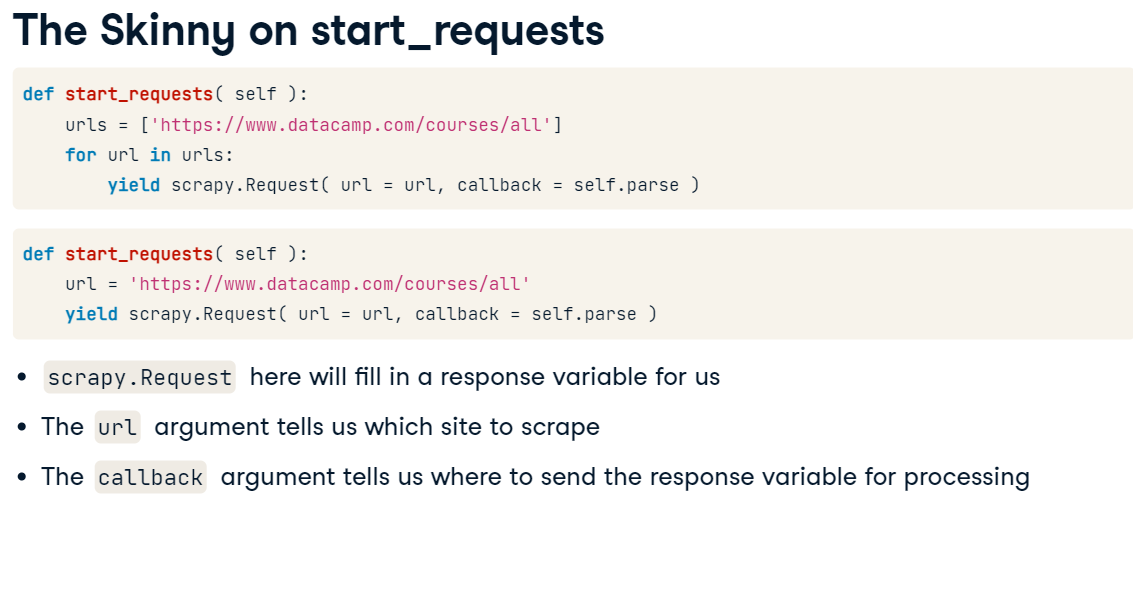 The Skinny on start_requests
def start_requests( self ):
    urls = ['https://www.datacamp.com/courses/all']
    for url in urls:
        yield scrapy.Request( url = url, callback = self.parse )
def start_requests( self ):
    url = 'https://www.datacamp.com/courses/all'
    yield scrapy.Request( url = url, callback = self.parse )
• scrapy.Request here will fill in a response variable for us
• The url argument tells us which site to scrape
• The callback argument tells us where to send the response variable for processing